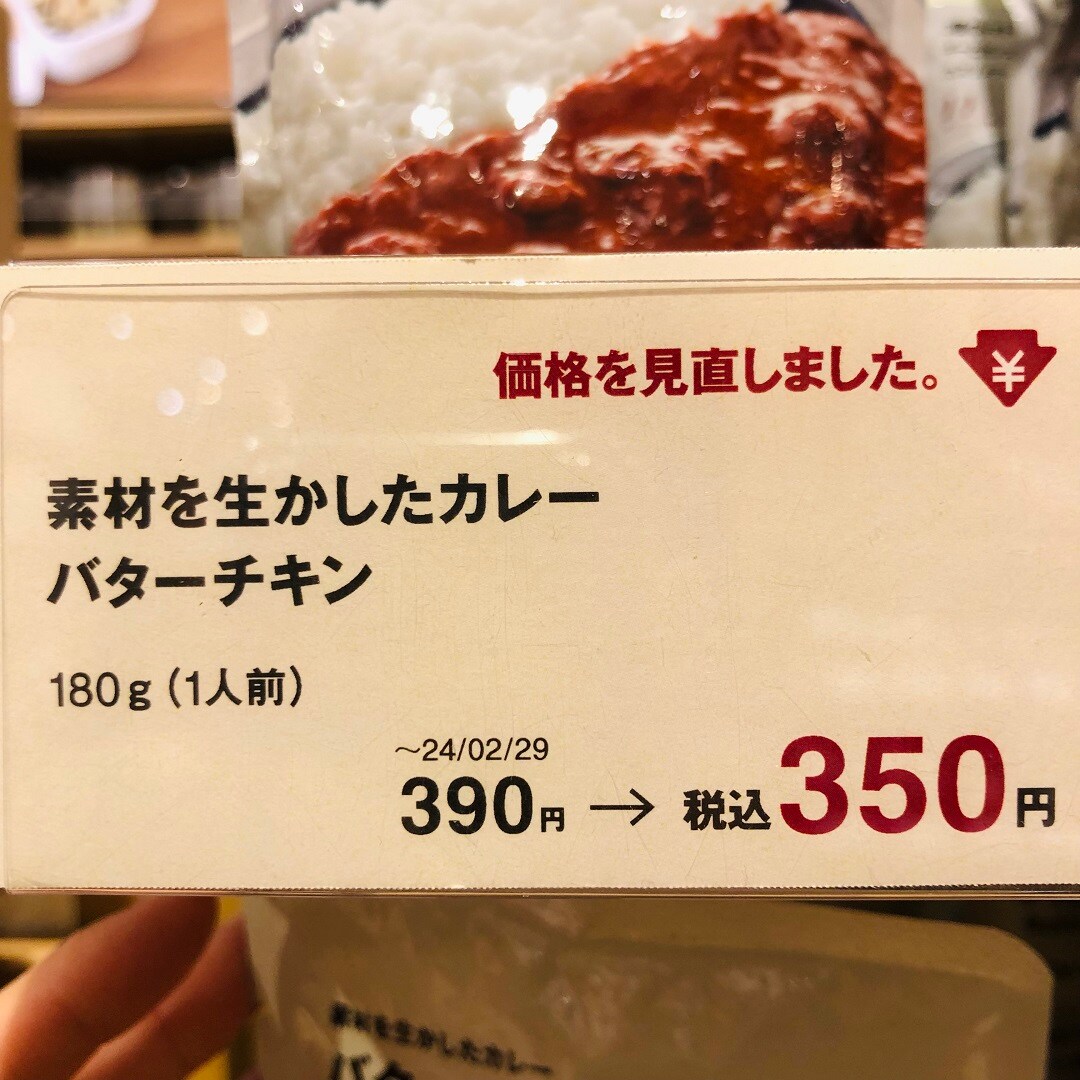 価格を見直しました。
¥
素材を生かしたカレー
バターチキン
180g（1人前）
～24/02/29
390円 → 税込350円
素材を生かしたカレー